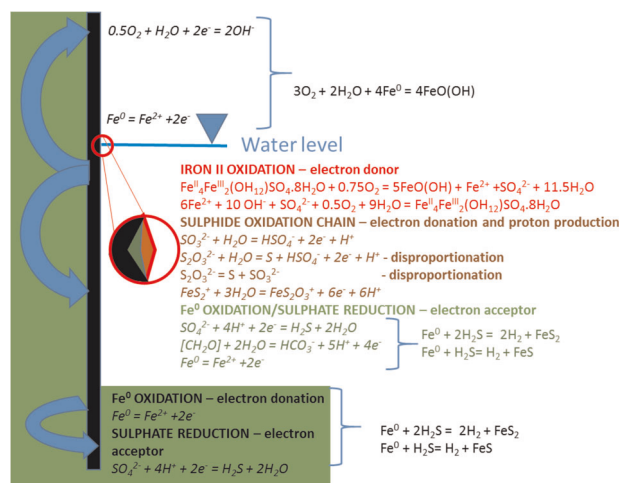 0.5O₂ + H₂O + 2e⁻ = 2OH⁻
3O₂ + 2H₂O + 4Fe⁰ = 4FeO(OH)
Fe⁰ = Fe²⁺ +2e⁻
Water level
IRON II OXIDATION – electron donor
Feᴵᴵ₄Feᴵᴵᴵ₂(OH₁₂)SO₄.8H₂O + 0.75O₂ = 5FeO(OH) + Fe²⁺ +SO₄²⁻ + 11.5H₂O
6Fe²⁺ + 10 OH⁻ + SO₄²⁻ + 0.5O₂ + 9H₂O = Feᴵᴵ₄Feᴵᴵᴵ₂(OH₁₂)SO₄.8H₂O
SULPHIDE OXIDATION CHAIN – electron donation and proton production
SO₃²⁻ + H₂O = HSO₄⁻ + 2e⁻ + H⁺
S₂O₃²⁻ + H₂O = S + HSO₄⁻ + 2e⁻ + H⁺ - disproportionation
S₂O₃²⁻ = S + SO₃²⁻ - disproportionation
FeS₂⁺ + 3H₂O = FeS₂O₃⁺ + 6e⁻ + 6H⁺
Fe⁰ OXIDATION/SULPHATE REDUCTION – electron acceptor
SO₄²⁻ + 4H⁺ + 2e⁻ = H₂S + 2H₂O
[CH₂O] + 2H₂O = HCO₃⁻ + 5H⁺ + 4e⁻
Fe⁰ = Fe²⁺ +2e⁻
Fe⁰ + 2H₂S = 2H₂ + FeS₂
Fe⁰ + H₂S= H₂ + FeS
Fe⁰ OXIDATION – electron donation
Fe⁰ = Fe²⁺ +2e⁻
SULPHATE REDUCTION – electron
acceptor
SO₄²⁻ + 4H⁺ + 2e⁻ = H₂S + 2H₂O
Fe⁰ + 2H₂S = 2H₂ + FeS₂
Fe⁰ + H₂S= H₂ + FeS